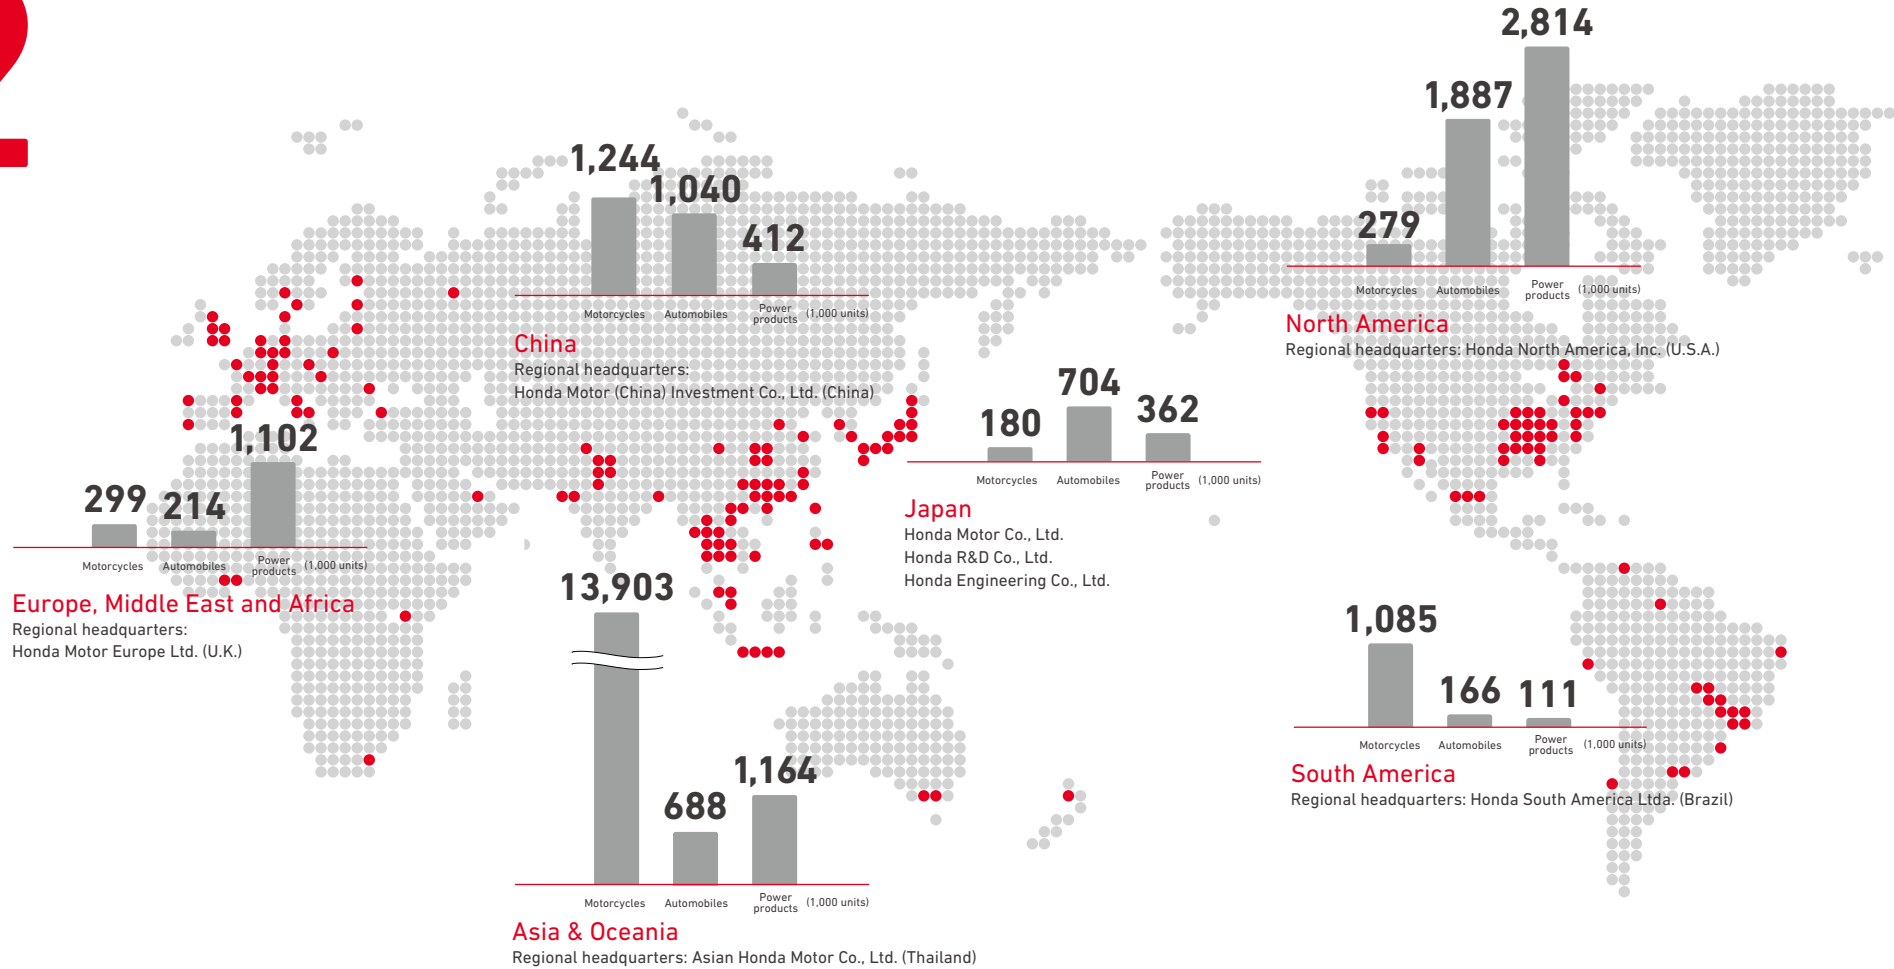 2
2,814
1,887
279
Motorcycles Automobiles Power products (1,000 units)
North America
Regional headquarters: Honda North America, Inc. (U.S.A.)
1,244
1,040
412
Motorcycles Automobiles Power products (1,000 units)
China
Regional headquarters:
Honda Motor (China) Investment Co., Ltd. (China)
180
704
362
Motorcycles Automobiles Power products (1,000 units)
Japan
Honda Motor Co., Ltd.
Honda R&D Co., Ltd.
Honda Engineering Co., Ltd.
299
214
1,102
Motorcycles Automobiles Power products (1,000 units)
Europe, Middle East and Africa
Regional headquarters:
Honda Motor Europe Ltd. (U.K.)
13,903
688
1,164
Motorcycles Automobiles Power products (1,000 units)
Asia & Oceania
Regional headquarters: Asian Honda Motor Co., Ltd. (Thailand)
1,085
166
111
Motorcycles Automobiles Power products (1,000 units)
South America
Regional headquarters: Honda South America Ltda. (Brazil)